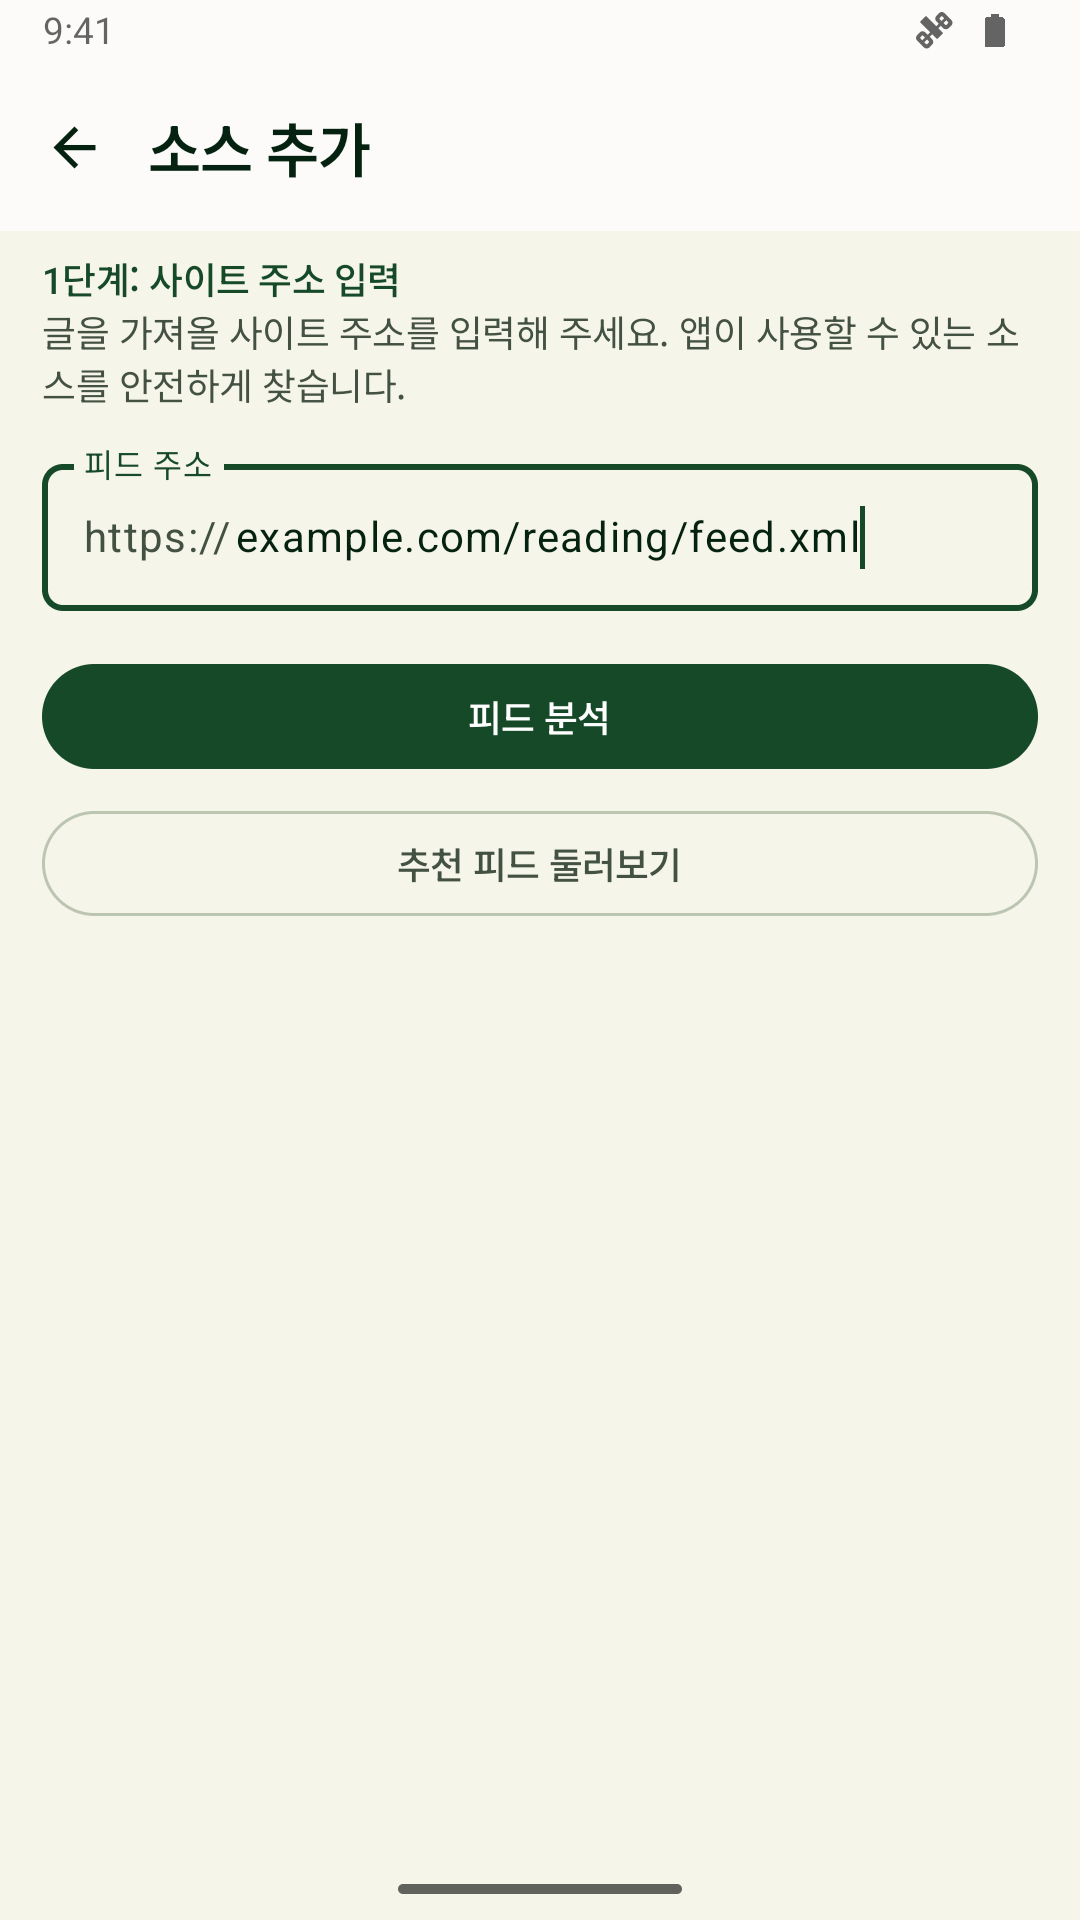 9:41
소스 추가
1단계: 사이트 주소 입력
글을 가져올 사이트 주소를 입력해 주세요. 앱이 사용할 수 있는 소
스를 안전하게 찾습니다.
피드 주소
https://example.com/reading/feed.xml
피드 분석
추천 피드 둘러보기